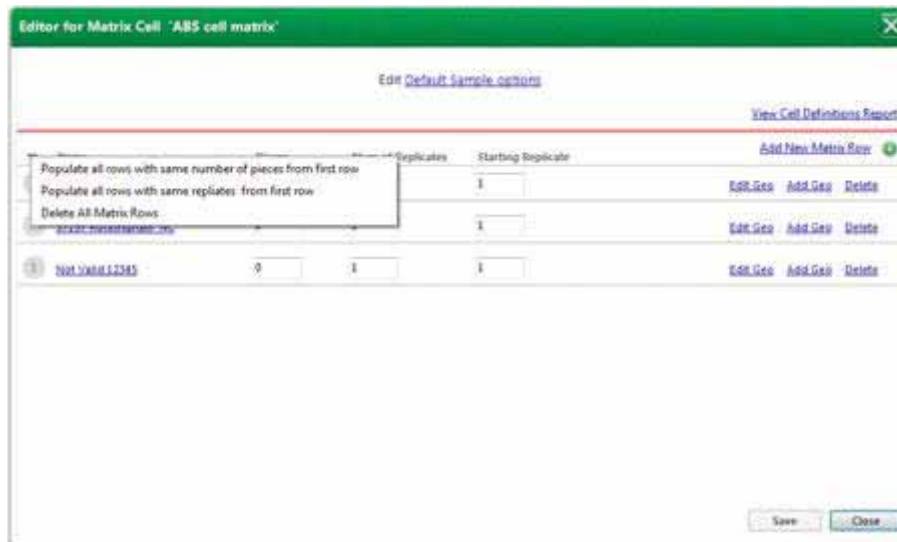 Editor for Matrix Cell 'ABS cell matrix'
Edit Default Sample options
View Cell Definitions Report
Add New Matrix Row
Replicates Starting Replicate
Populate all rows with same number of pieces from first row
Populate all rows with same repliates from first row
Delete All Matrix Rows
1 Edit Geo Add Geo Delete
1 Edit Geo Add Geo Delete
Not Valid 12345 0 1 1 Edit Geo Add Geo Delete
Save Close